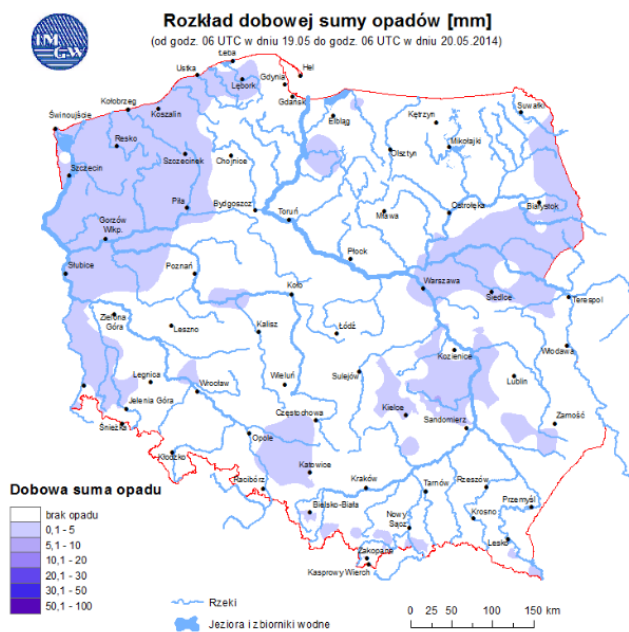 IM
GW
Rozkład dobowej sumy opadów [mm]
(od godz. 06 UTC w dniu 19.05 do godz. 06 UTC w dniu 20.05.2014)
Łeba
Ustka
Hel
Gdynia
Lębork
Gdańsk
Kołobrzeg
Koszalin
Suwałki
Świnoujście
Elbląg
Kętrzyn
Resko
Mikołajki
Olsztyn
Szczecinek
Chojnice
Szczecin
Piła
Bydgoszcz
Toruń
Mława
Ostrołęka
Białystok
Gorzów
Wlkp.
Płock
Słubice
Poznań
Koło
Warszawa
Siedlce
Terespol
Zielona
Góra
Leszno
Kalisz
Łódź
Kozienice
Włodawa
Legnica
Wrocław
Wieluń
Sulejów
Lublin
Jelenia Góra
Kielce
Częstochowa
Sandomierz
Zamość
Śnieżka
Opole
Kłodzko
Katowice
Racibórz
Kraków
Tarnów
Rzeszów
Bielsko-Biała
Nowy
Sącz
Krosno
Przemyśl
Lesko
Zakopane
Kasprowy Wierch
Dobowa suma opadu
brak opadu
0,1 - 5
5,1 - 10
10,1 - 20
20,1 - 30
30,1 - 50
50,1 - 100
Rzeki
Jeziora i zbiorniki wodne
0 25 50 100 150 km